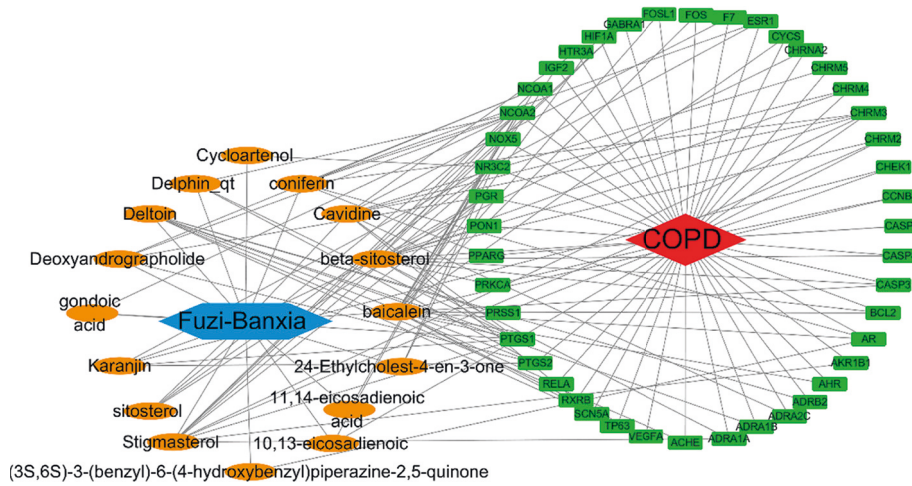 FOSL1
FOS
F7
ESR1
GABRA1
CYCS
HIF1A
CHRNA2
HTR3A
CHRM5
IGF2
CHRM4
NCOA1
CHRM3
NCOA2
CHRM2
NOX5
CHEK1
NR3C2
CCNB
PGR
CASP
PON1
CASP
PPARG
CASP3
PRKCA
BCL2
PRSS1
AR
PTGS1
AKR1B1
PTGS2
AHR
RELA
ADRB2
RXRB
ADRA2C
SCN5A
ADRA1B
TP63
ADRA1A
VEGFA
ACHE
COPD
Cycloartenol
Delphin_qt
coniferin
Deltoin
Cavidine
Deoxyandrographolide
beta-sitosterol
gondoic
acid
Fuzi-Banxia
baicalein
Karanjin
24-Ethylcholest-4-en-3-one
sitosterol
11,14-eicosadienoic
acid
Stigmasterol
10,13-eicosadienoic
(3S,6S)-3-(benzyl)-6-(4-hydroxybenzyl)piperazine-2,5-quinone